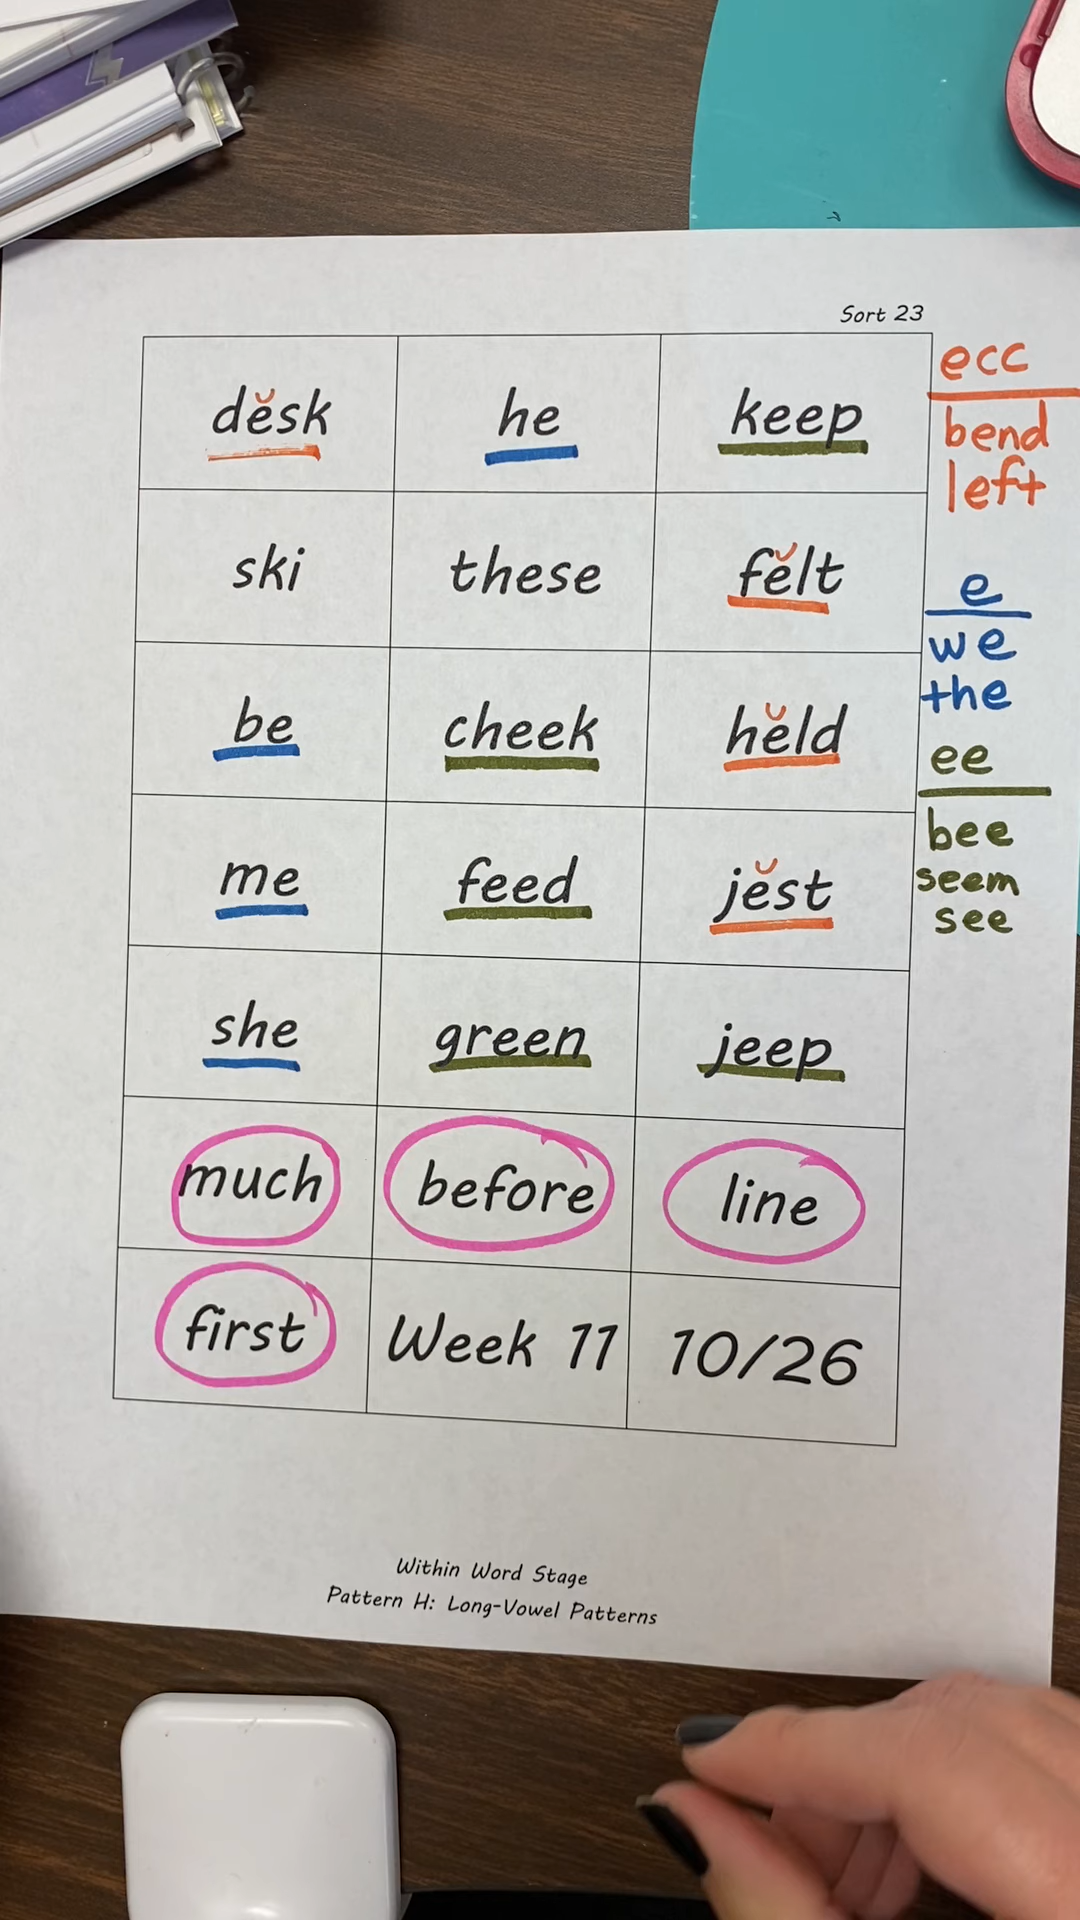 Sort 23
dĕsk he keep
ski these fĕlt
be cheek hĕld
me feed jĕst
she green jeep
much before line
first Week 11 10/26
ecc
bend
left
e
we
the
ee
bee
seem
see
Within Word Stage
Pattern H: Long-Vowel Patterns